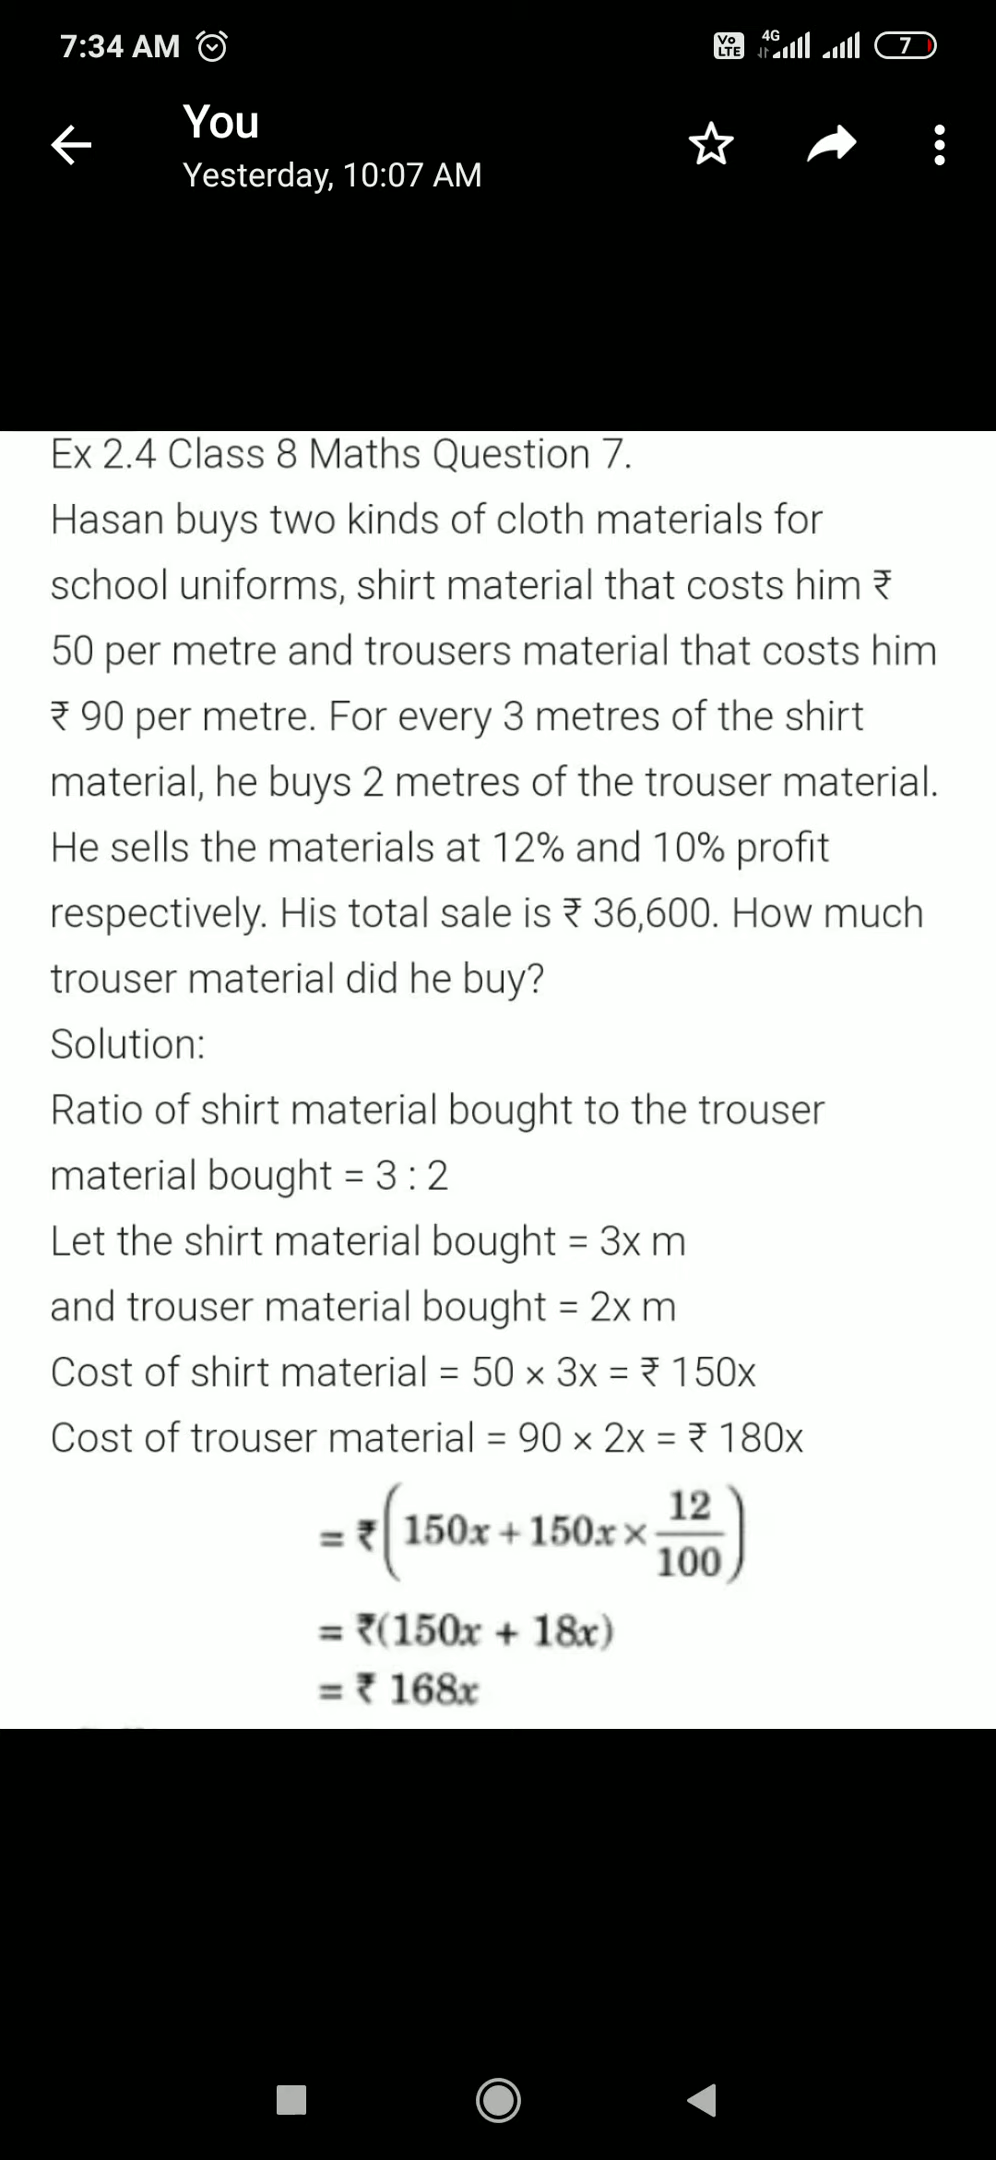 7:34 AM
Vo LTE 4G 7
You
Yesterday, 10:07 AM
Ex 2.4 Class 8 Maths Question 7.
Hasan buys two kinds of cloth materials for
school uniforms, shirt material that costs him ₹
50 per metre and trousers material that costs him
₹ 90 per metre. For every 3 metres of the shirt
material, he buys 2 metres of the trouser material.
He sells the materials at 12% and 10% profit
respectively. His total sale is ₹ 36,600. How much
trouser material did he buy?
Solution:
Ratio of shirt material bought to the trouser
material bought = 3 : 2
Let the shirt material bought = 3x m
and trouser material bought = 2x m
Cost of shirt material = 50 × 3x = ₹ 150x
Cost of trouser material = 90 × 2x = ₹ 180x
= ₹(150x + 150x × 12/100)
= ₹(150x + 18x)
= ₹ 168x